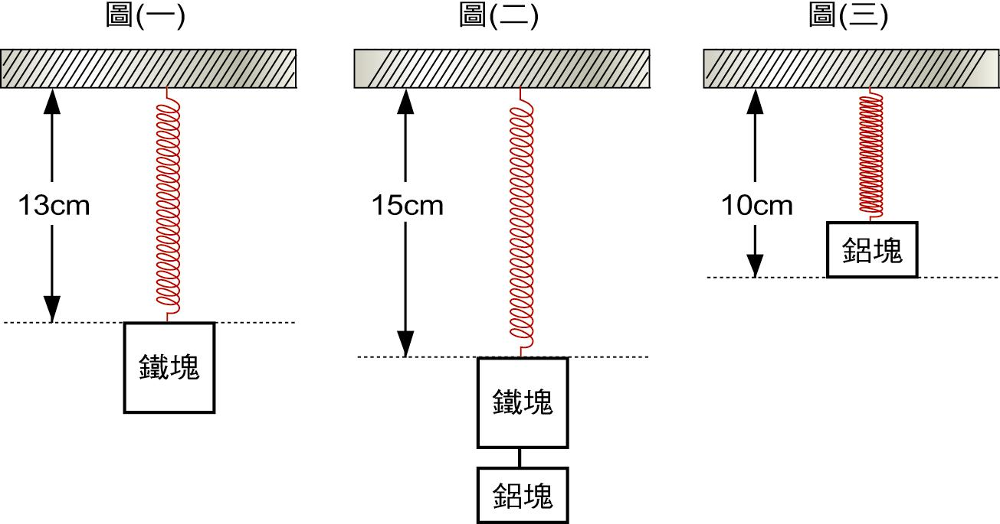 圖(一)
圖(二)
圖(三)
13cm
15cm
10cm
鋁塊
鐵塊
鐵塊
鋁塊